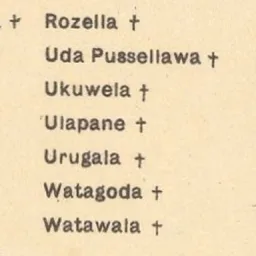 † Rozella †
Uda Pussellawa †
Ukuwela †
Ulapane †
Urugala †
Watagoda †
Watawala †